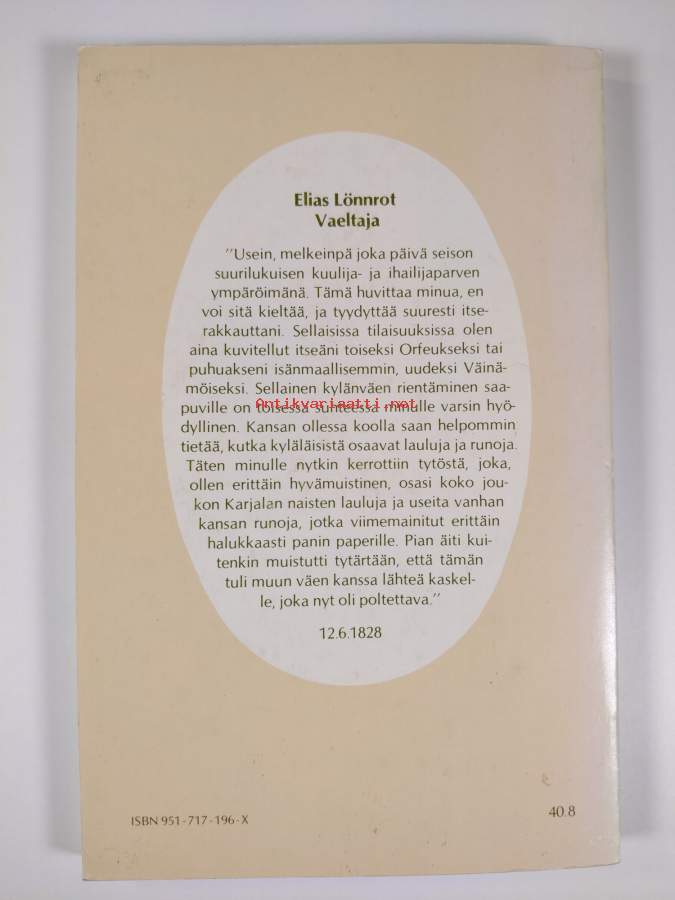 Elias Lönnrot
Vaeltaja
"Usein, melkeinpä joka päivä seison
suurilukuisen kuulija- ja ihailijaparven
ympäröimänä. Tämä huvittaa minua, en
voi sitä kieltää, ja tyydyttää suuresti itse-
rakkauttani. Sellaisissa tilaisuuksissa olen
aina kuvitellut itseäni toiseksi Orfeukseksi tai
puhuakseni isänmaallisemmin, uudeksi Väinä-
möiseksi. Sellainen kylänväen rientäminen saa-
Antikvariaatti.net
puville on toisessa suhteessa minulle varsin hyö-
dyllinen. Kansan ollessa koolla saan helpommin
tietää, kutka kyläläisistä osaavat lauluja ja runoja.
Täten minulle nytkin kerrottiin tytöstä, joka,
ollen erittäin hyvämuistinen, osasi koko jou-
kon Karjalan naisten lauluja ja useita vanhan
kansan runoja, jotka viimemainitut erittäin
halukkaasti panin paperille. Pian äiti kui-
tenkin muistutti tytärtään, että tämän
tuli muun väen kanssa lähteä kaskel-
le, joka nyt oli poltettava."
12.6.1828
ISBN 951-717-196-X
40.8